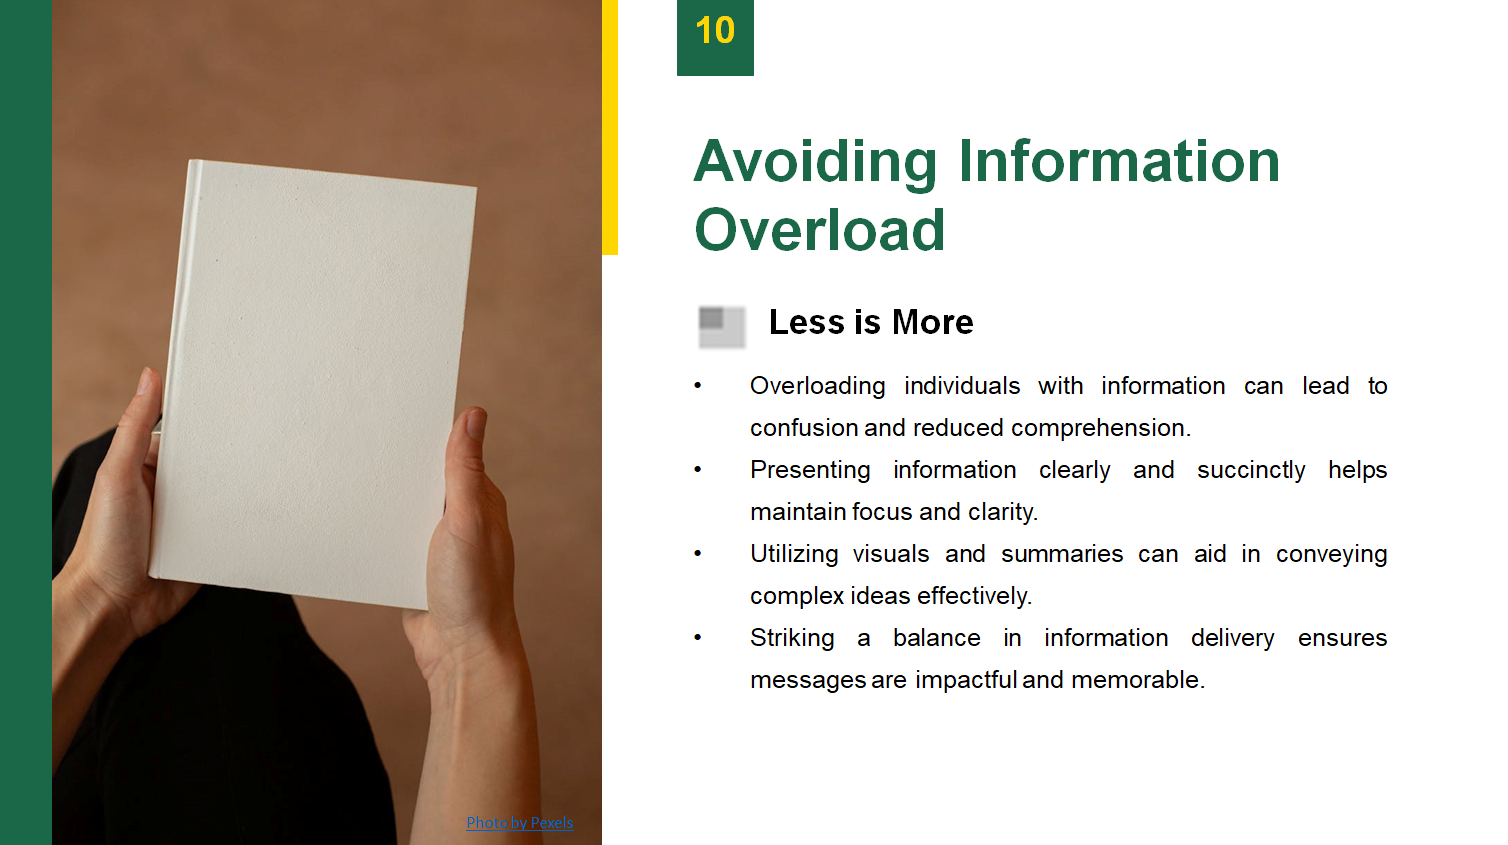 10
Avoiding Information
Overload
Less is More
• Overloading individuals with information can lead to
confusion and reduced comprehension.
• Presenting information clearly and succinctly helps
maintain focus and clarity.
• Utilizing visuals and summaries can aid in conveying
complex ideas effectively.
• Striking a balance in information delivery ensures
messages are impactful and memorable.
Photo by Pexels